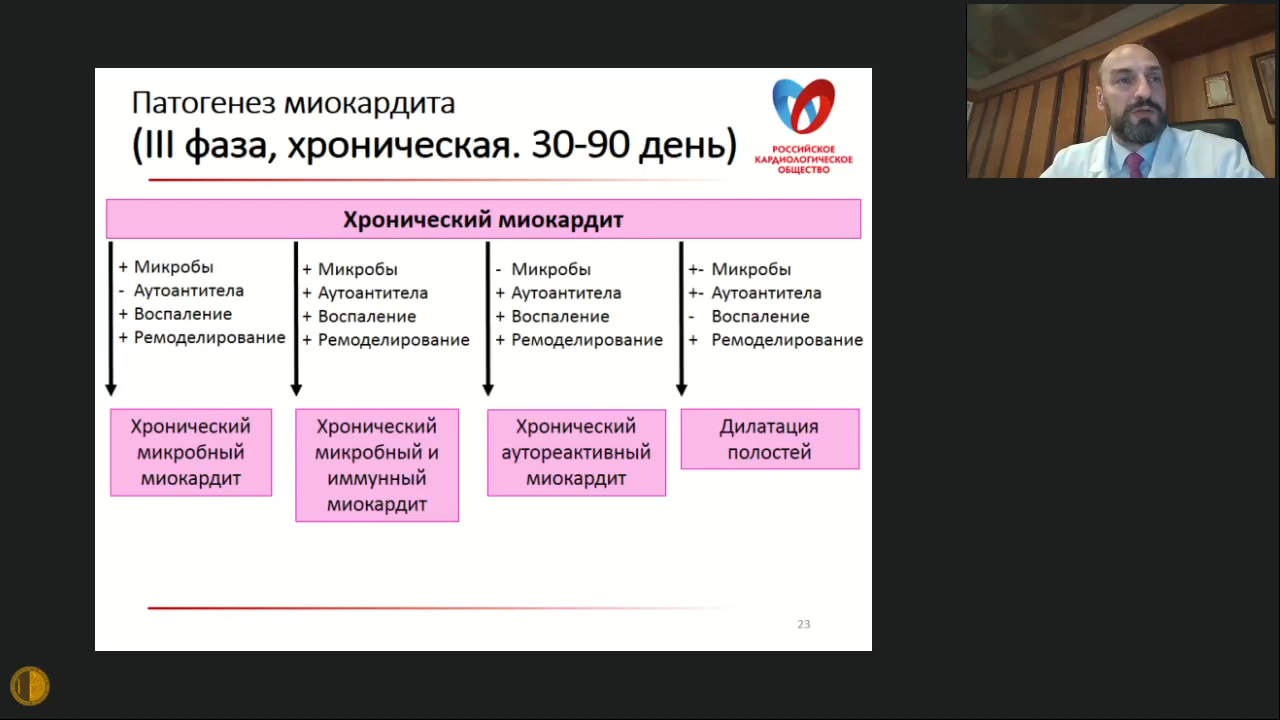 Патогенез миокардита
(III фаза, хроническая. 30-90 день)
РОССИЙСКОЕ
КАРДИОЛОГИЧЕСКОЕ
ОБЩЕСТВО
Хронический миокардит
+ Микробы
- Аутоантитела
+ Воспаление
+ Ремоделирование
+ Микробы
+ Аутоантитела
+ Воспаление
+ Ремоделирование
- Микробы
+ Аутоантитела
+ Воспаление
+ Ремоделирование
+- Микробы
+- Аутоантитела
- Воспаление
+ Ремоделирование
Хронический
микробный
миокардит
Хронический
микробный и
иммунный
миокардит
Хронический
аутореактивный
миокардит
Дилатация
полостей
23